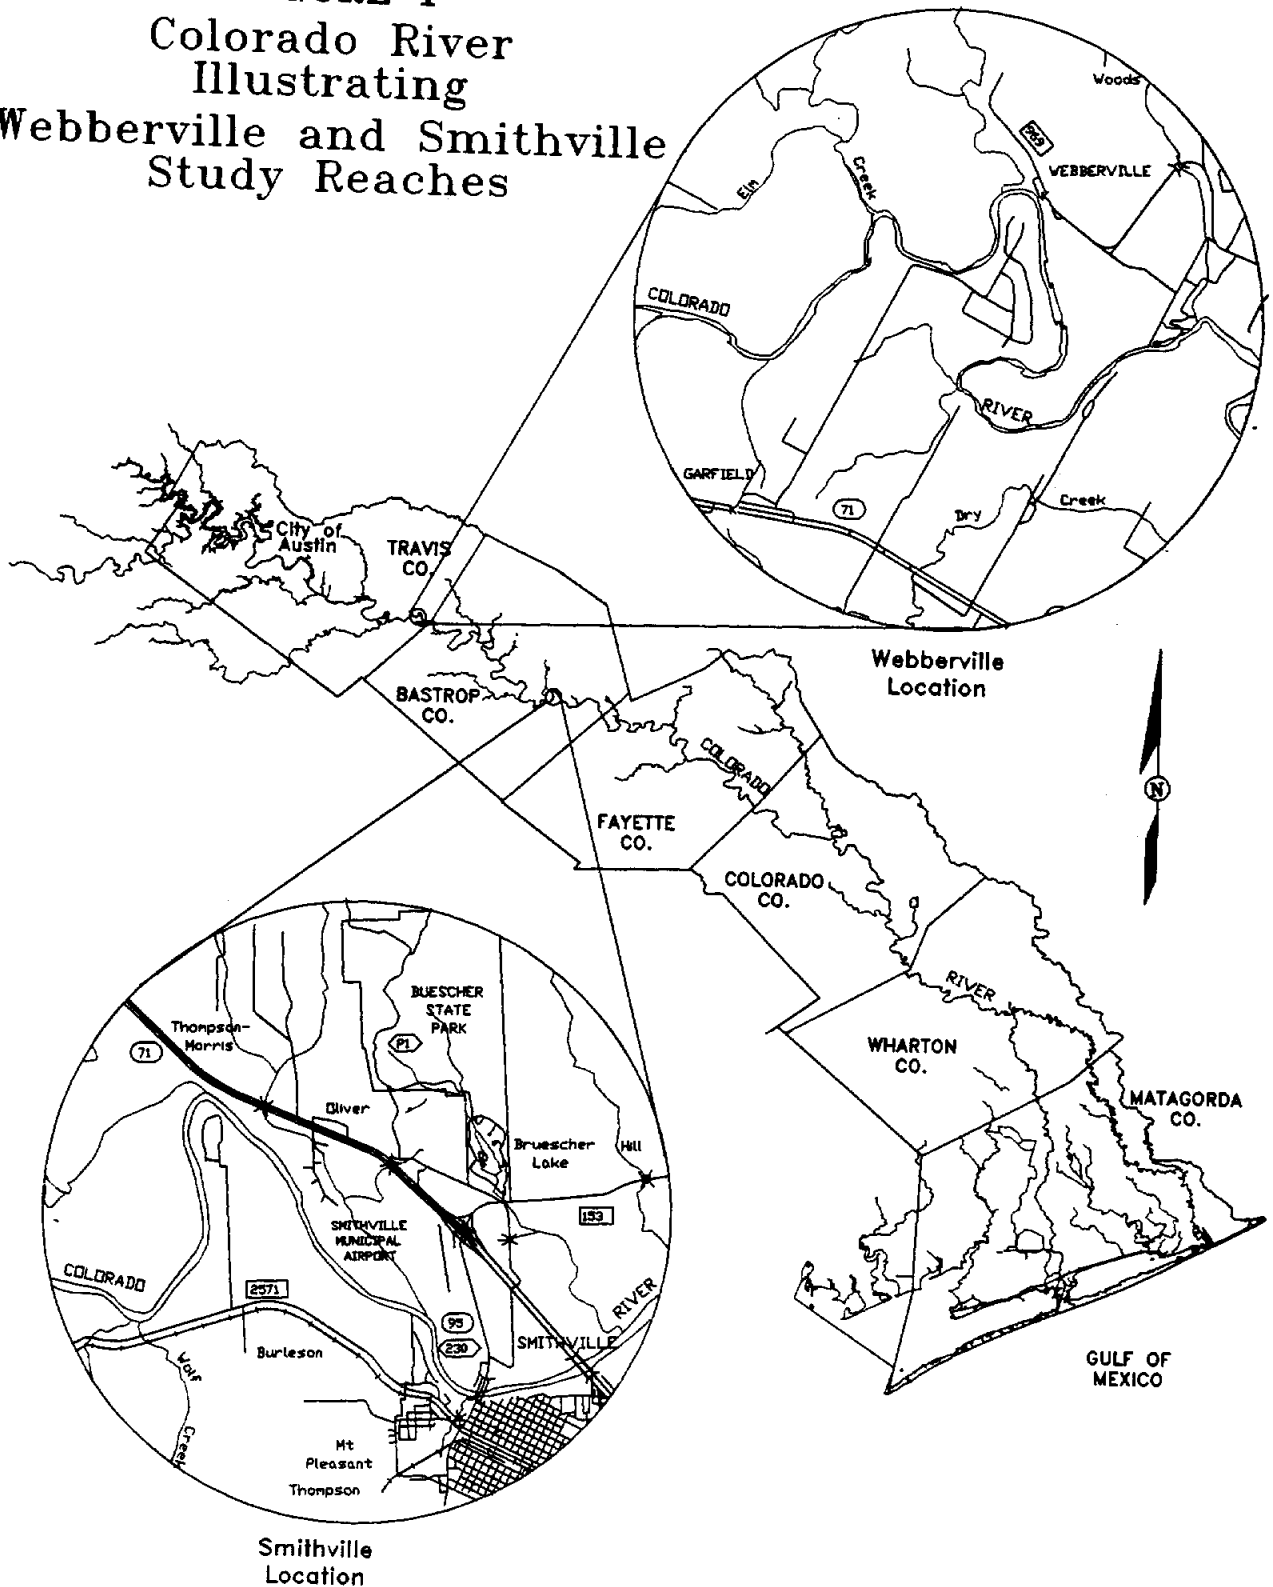 Colorado River
Illustrating
Webberville and Smithville
Study Reaches
Woods
969
WEBBERVILLE
Elm
Creek
COLORADO
RIVER
GARFIELD
71
Dry
Creek
Webberville
Location
City of
Austin
TRAVIS
CO.
BASTROP
CO.
COLORADO
FAYETTE
CO.
COLORADO
CO.
N
RIVER
WHARTON
CO.
MATAGORDA
CO.
GULF OF
MEXICO
BUESCHER
STATE
PARK
P1
Thompson-
Morris
71
Oliver
Bruescher
Lake
Hill
153
SMITHVILLE
MUNICIPAL
AIRPORT
COLORADO
2571
RIVER
95
230
SMITHVILLE
Burleson
Wolf
Creek
Mt
Pleasant
Thompson
Smithville
Location